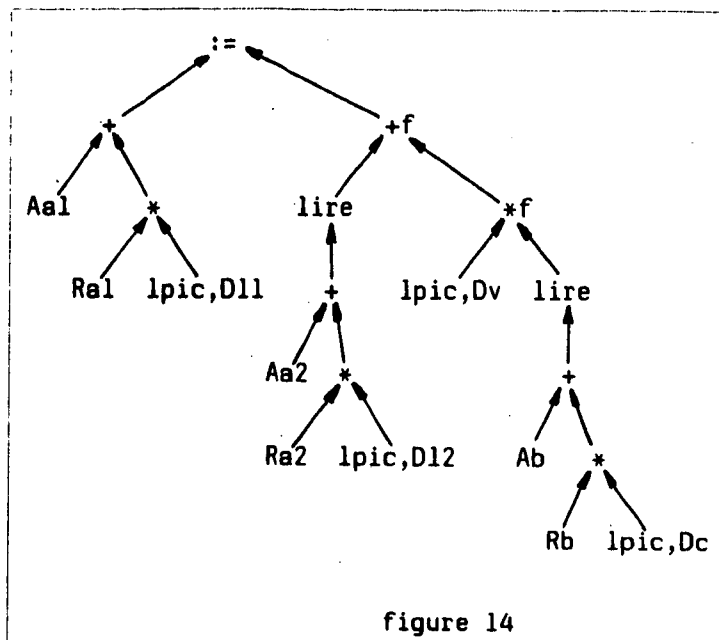 :=
+ +f
Aa1 * lire *f
Ra1 lpic,Dl1 + lpic,Dv lire
Aa2 * +
Ra2 lpic,Dl2 Ab *
Rb lpic,Dc
figure 14